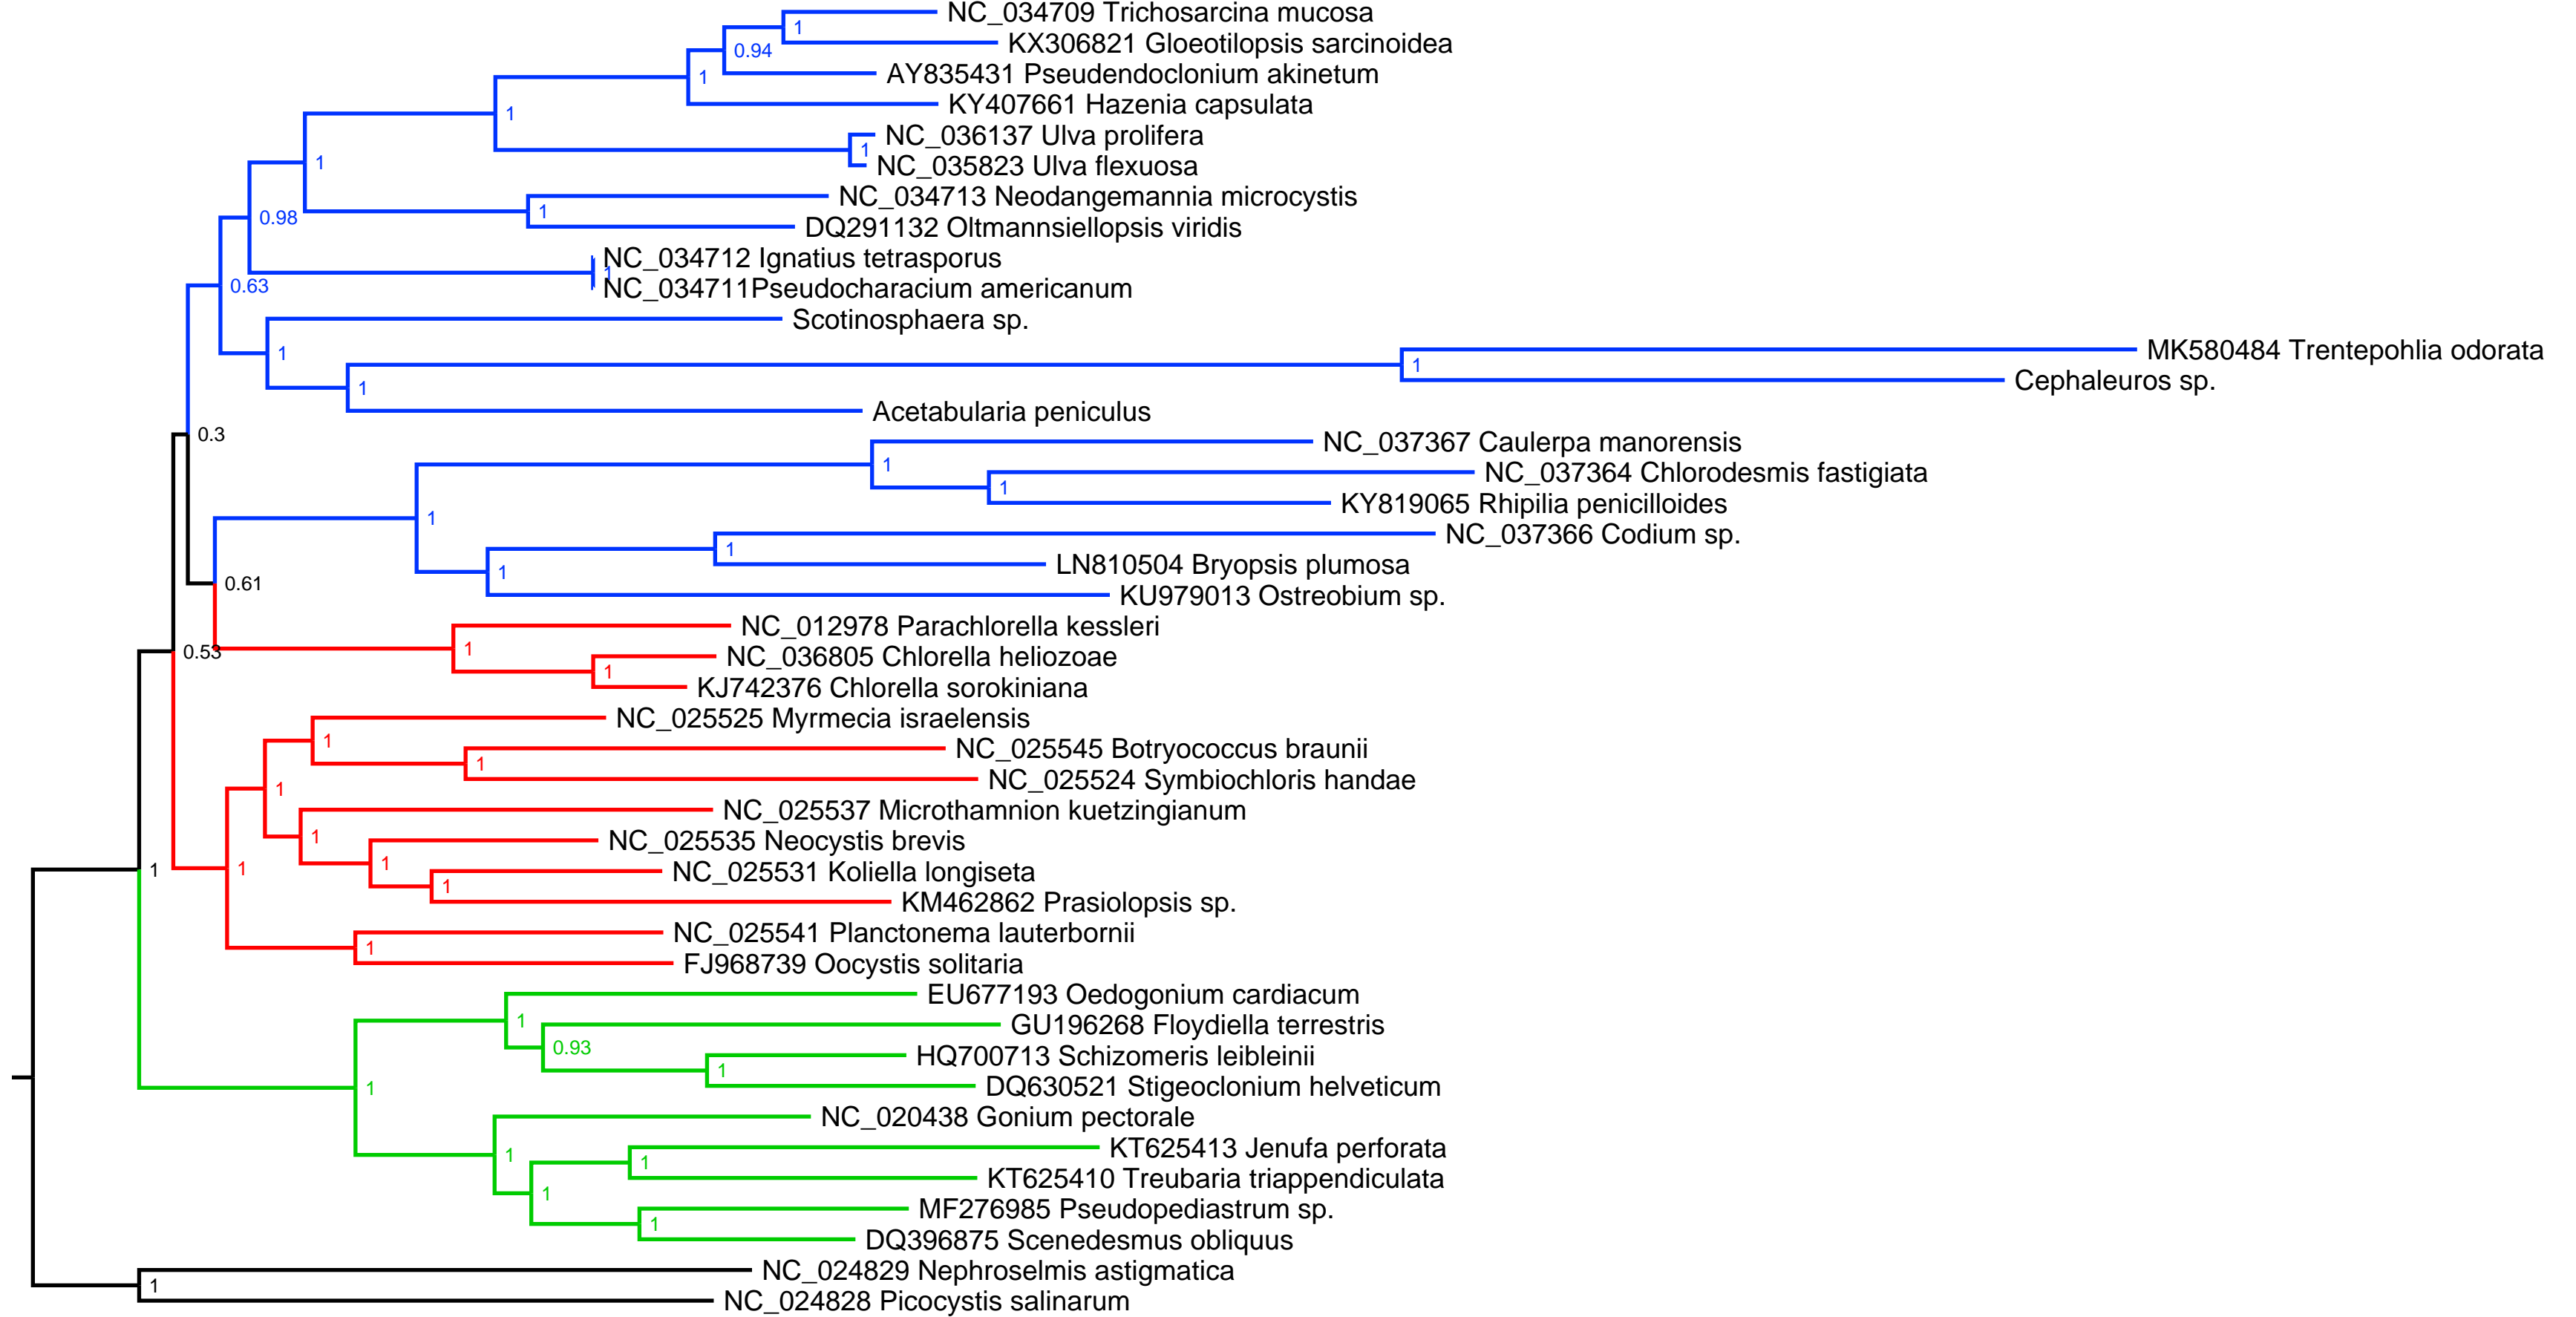 NC_034709 Trichosarcina mucosa
1
KX306821 Gloeotilopsis sarcinoidea
0.94
AY835431 Pseudendoclonium akinetum
1
KY407661 Hazenia capsulata
1
NC_036137 Ulva prolifera
1
NC_035823 Ulva flexuosa
1
NC_034713 Neodangemannia microcystis
1
0.98
DQ291132 Oltmannsiellopsis viridis
NC_034712 Ignatius tetrasporus
1
0.63
NC_034711Pseudocharacium americanum
Scotinosphaera sp.
1
MK580484 Trentepohlia odorata
1
Cephaleuros sp.
1
Acetabularia peniculus
0.3
NC_037367 Caulerpa manorensis
1
NC_037364 Chlorodesmis fastigiata
1
KY819065 Rhipilia penicilloides
1
NC_037366 Codium sp.
1
LN810504 Bryopsis plumosa
1
0.61
KU979013 Ostreobium sp.
NC_012978 Parachlorella kessleri
1
0.53
NC_036805 Chlorella heliozoae
1
KJ742376 Chlorella sorokiniana
NC_025525 Myrmecia israelensis
1
NC_025545 Botryococcus braunii
1
NC_025524 Symbiochloris handae
1
NC_025537 Microthamnion kuetzingianum
1
NC_025535 Neocystis brevis
1
1
1
NC_025531 Koliella longiseta
1
KM462862 Prasiolopsis sp.
NC_025541 Planctonema lauterbornii
1
FJ968739 Oocystis solitaria
EU677193 Oedogonium cardiacum
1
GU196268 Floydiella terrestris
0.93
HQ700713 Schizomeris leibleinii
1
1
DQ630521 Stigeoclonium helveticum
NC_020438 Gonium pectorale
1
KT625413 Jenufa perforata
1
KT625410 Treubaria triappendiculata
1
MF276985 Pseudopediastrum sp.
1
DQ396875 Scenedesmus obliquus
NC_024829 Nephroselmis astigmatica
1
NC_024828 Picocystis salinarum